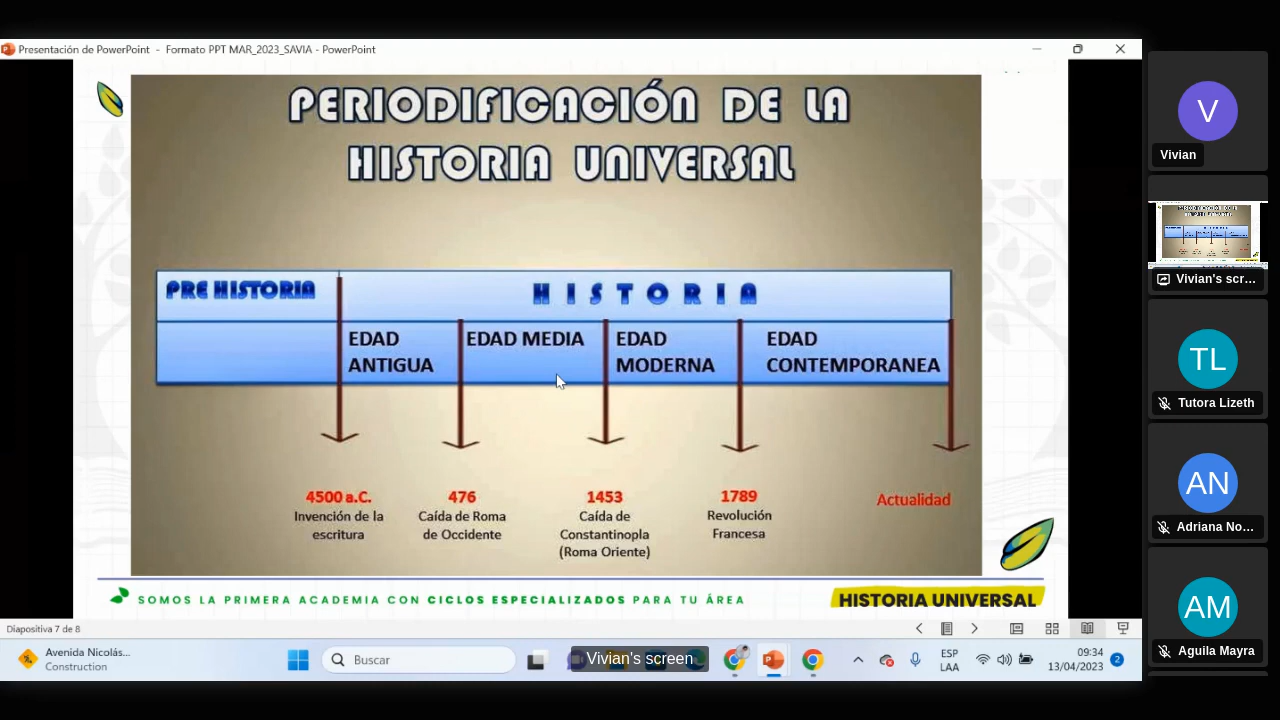 Presentación de PowerPoint - Formato PPT MAR_2023_SAVIA - PowerPoint
PERIODIFICACIÓN DE LA
HISTORIA UNIVERSAL
PRE HISTORIA
HISTORIA
EDAD
ANTIGUA
EDAD MEDIA
EDAD
MODERNA
EDAD
CONTEMPORANEA
4500 a.C.
Invención de la
escritura
476
Caída de Roma
de Occidente
1453
Caída de
Constantinopla
(Roma Oriente)
1789
Revolución
Francesa
Actualidad
SOMOS LA PRIMERA ACADEMIA CON CICLOS ESPECIALIZADOS PARA TU ÁREA
HISTORIA UNIVERSAL
Diapositiva 7 de 8
Avenida Nicolás...
Construction
Buscar
Vivian's screen
ESP
LAA
09:34
13/04/2023
2
V
Vivian
Vivian's scr...
TL
Tutora Lizeth
AN
Adriana No...
AM
Aguila Mayra